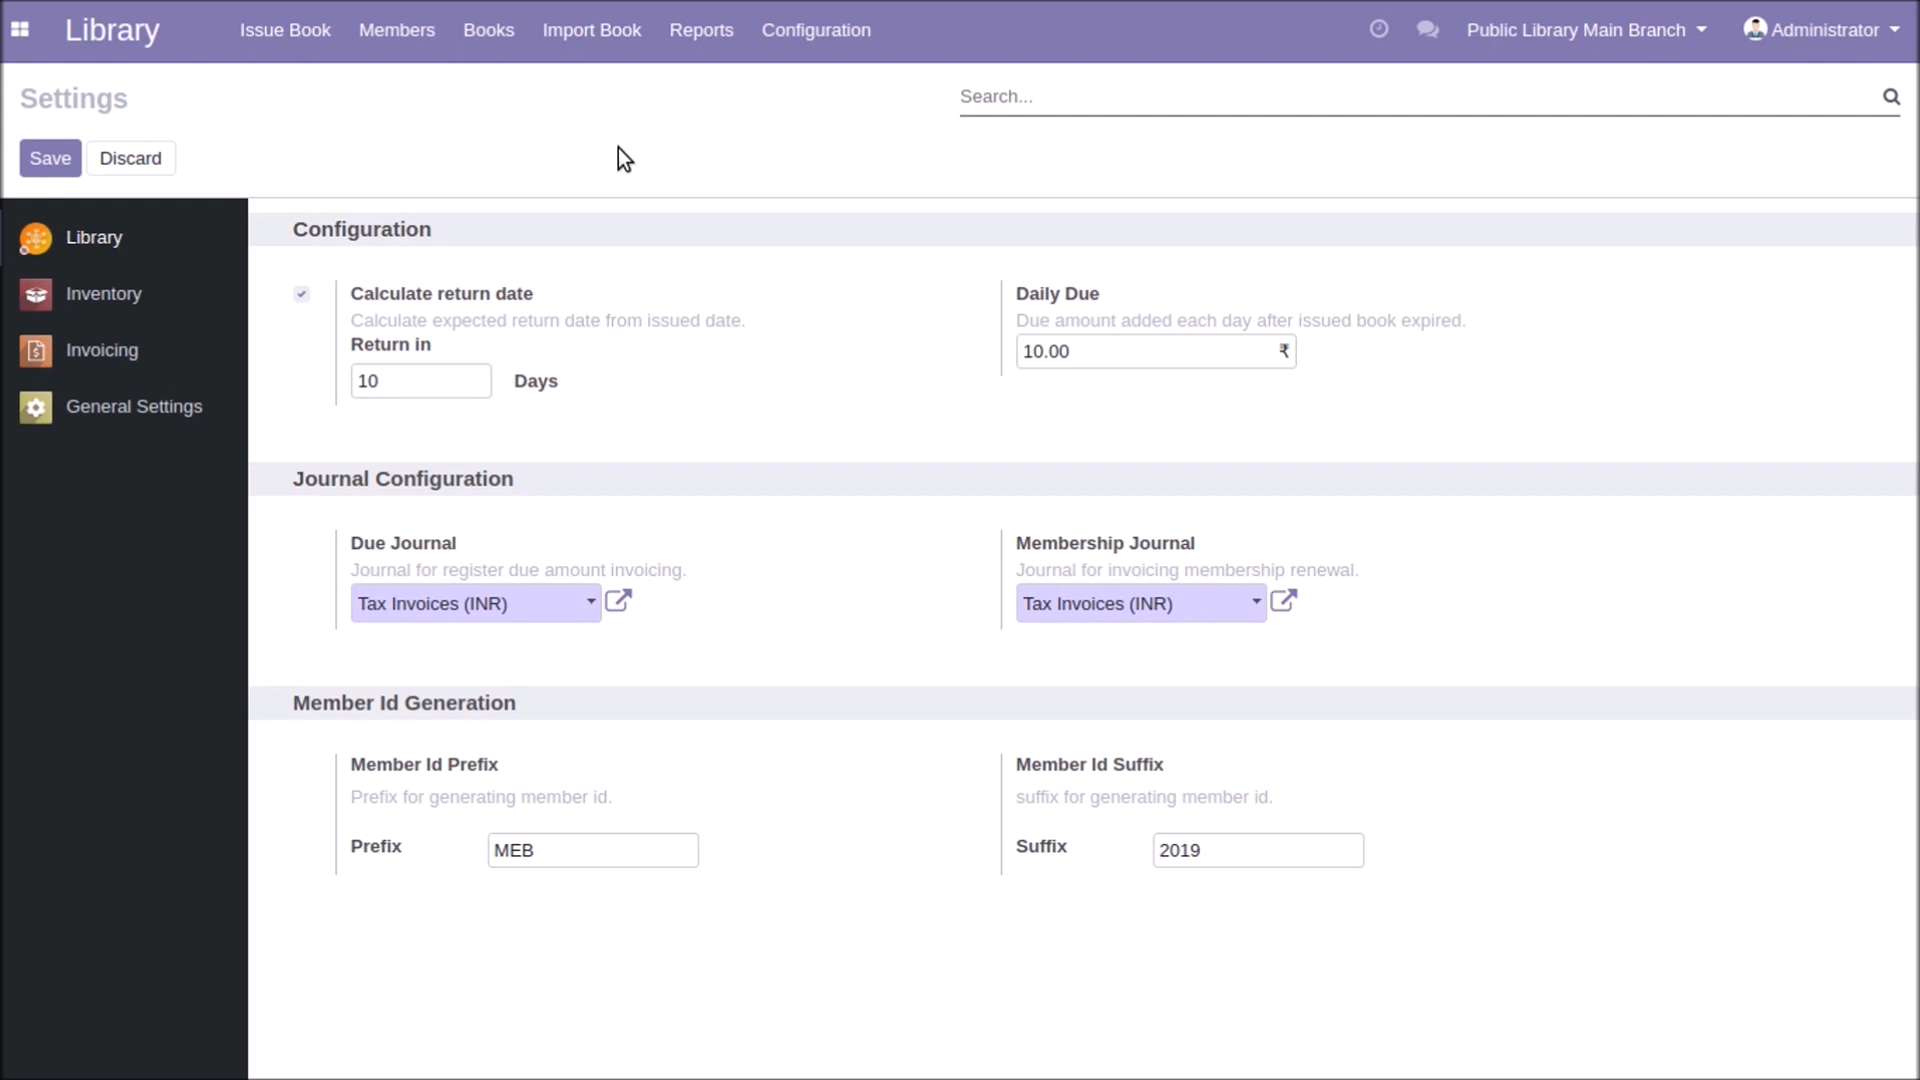 Library Issue Book Members Books Import Book Reports Configuration Public Library Main Branch Administrator
Settings Search...
Save Discard
Library
Inventory
Invoicing
General Settings
Configuration
Calculate return date
Calculate expected return date from issued date.
Return in
10 Days
Daily Due
Due amount added each day after issued book expired.
10.00 ₹
Journal Configuration
Due Journal
Journal for register due amount invoicing.
Tax Invoices (INR)
Membership Journal
Journal for invoicing membership renewal.
Tax Invoices (INR)
Member Id Generation
Member Id Prefix
Prefix for generating member id.
Prefix MEB
Member Id Suffix
suffix for generating member id.
Suffix 2019